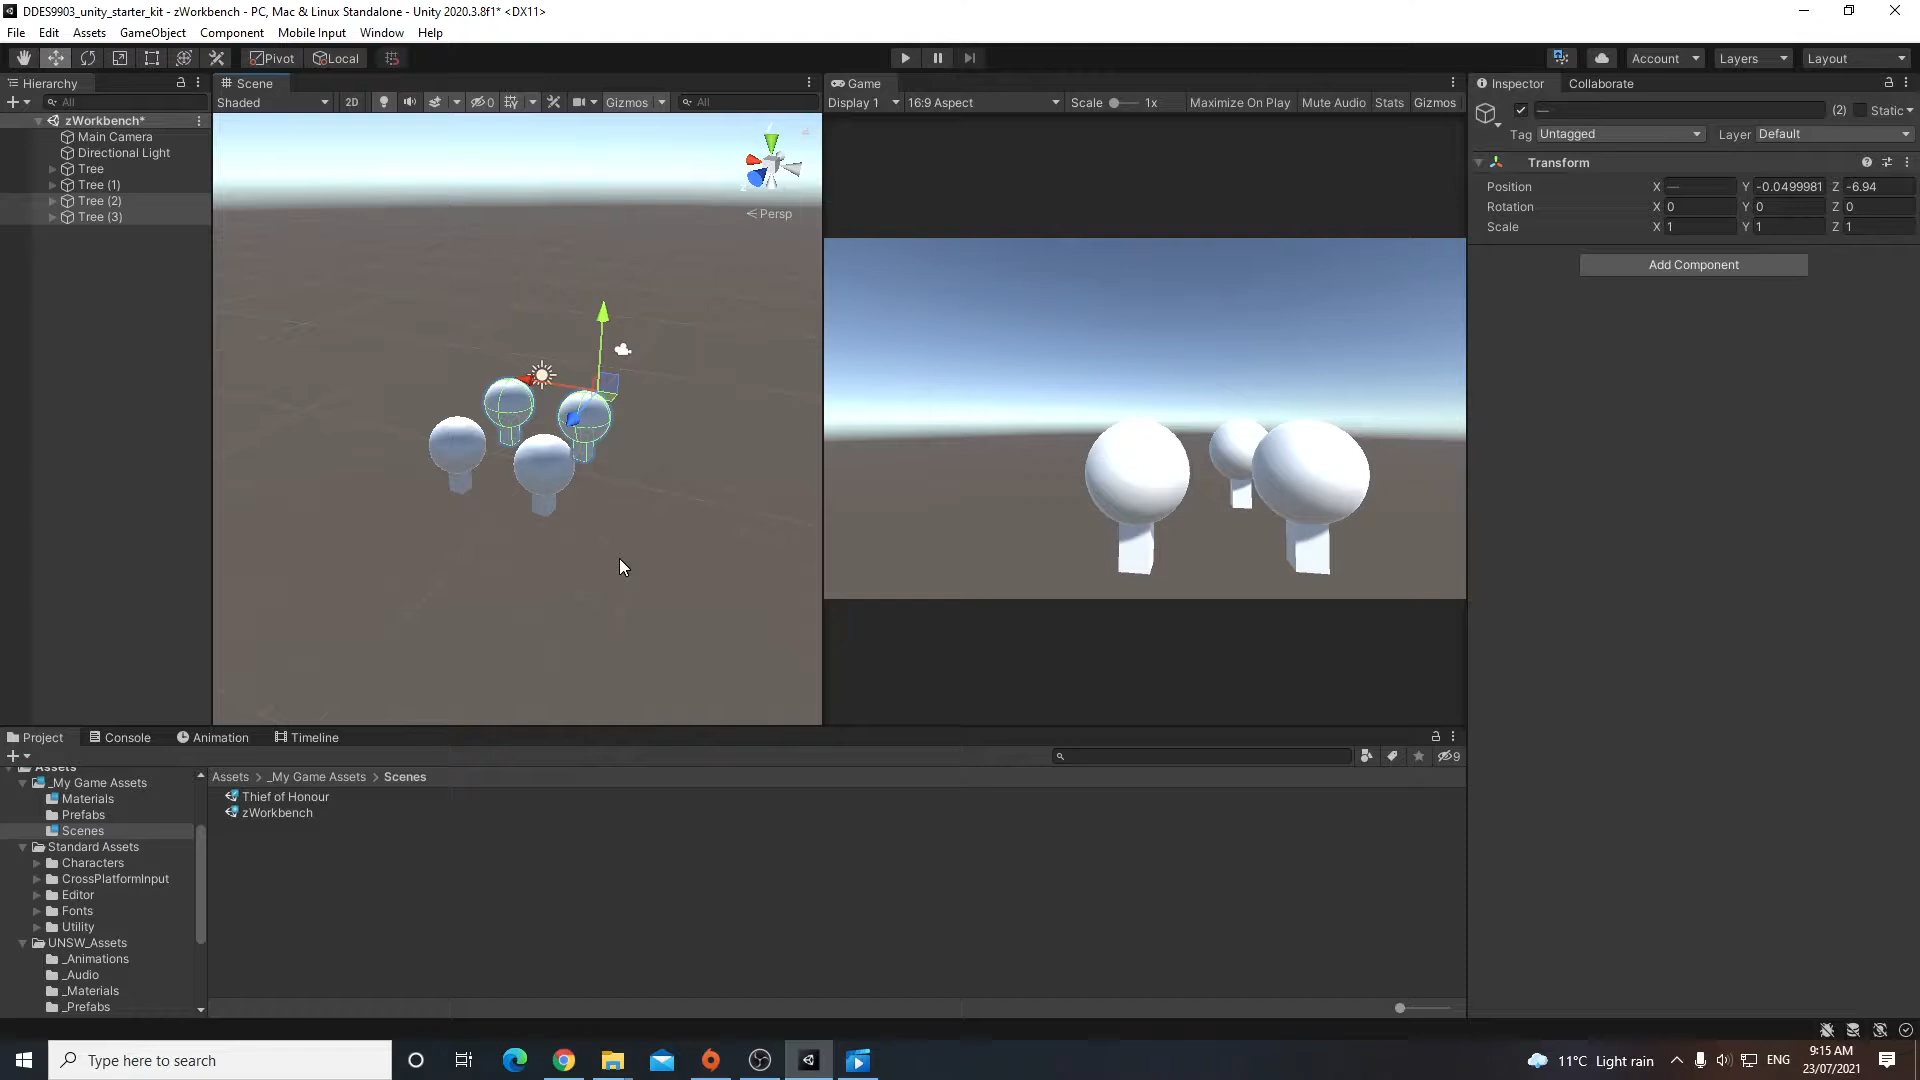 DDES9903_unity_starter_kit - zWorkbench - PC, Mac & Linux Standalone - Unity 2020.3.8f1* <DX11>
File Edit Assets GameObject Component Mobile Input Window Help
Pivot Local Account Layers Layout
Hierarchy
All
zWorkbench*
Main Camera
Directional Light
Tree
Tree (1)
Tree (2)
Tree (3)
Scene
Shaded 2D 0 Gizmos All
Persp
Game
Display 1 16:9 Aspect Scale 1x Maximize On Play Mute Audio Stats Gizmos
Inspector Collaborate
— (2) Static
Tag Untagged Layer Default
Transform
Position X — Y -0.0499981 Z -6.94
Rotation X 0 Y 0 Z 0
Scale X 1 Y 1 Z 1
Add Component
Project Console Animation Timeline
9
Assets
_My Game Assets
Materials
Prefabs
Scenes
Standard Assets
Characters
CrossPlatformInput
Editor
Fonts
Utility
UNSW_Assets
_Animations
_Audio
_Materials
_Prefabs
Assets > _My Game Assets > Scenes
Thief of Honour
zWorkbench
Type here to search
11°C Light rain ENG
9:15 AM
23/07/2021